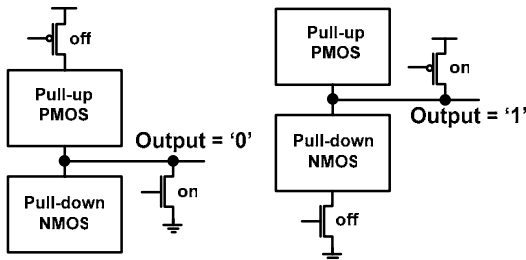 off
Pull-up
PMOS
Output = ‘0’
Pull-down
NMOS
on
Pull-up
PMOS
on
Output = ‘1’
Pull-down
NMOS
off